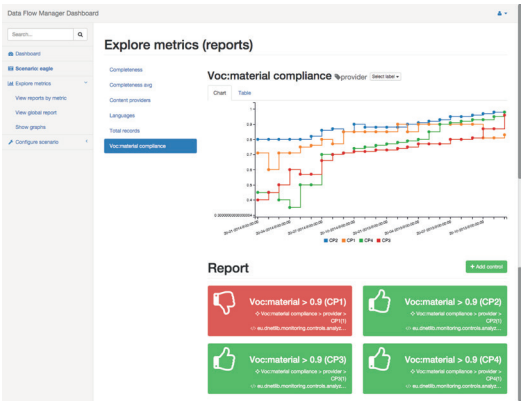 Data Flow Manager Dashboard
Search...
Dashboard
Scenario: eagle
Explore metrics
View reports by metric
View global report
Show graphs
Configure scenario
Explore metrics (reports)
Completeness
Completeness avg
Content providers
Languages
Total records
Voc:material compliance
Voc:material compliance provider Select label
Chart Table
CP2 CP1 CP4 CP3
Report
+ Add control
Voc:material > 0.9 (CP1)
Voc:material compliance > provider >
CP1(1)
eu.dnetlib.monitoring.controls.analyz...
Voc:material > 0.9 (CP2)
Voc:material compliance > provider >
CP2(1)
eu.dnetlib.monitoring.controls.analyz...
Voc:material > 0.9 (CP3)
Voc:material compliance > provider >
CP3(1)
eu.dnetlib.monitoring.controls.analyz...
Voc:material > 0.9 (CP4)
Voc:material compliance > provider >
CP4(1)
eu.dnetlib.monitoring.controls.analyz...